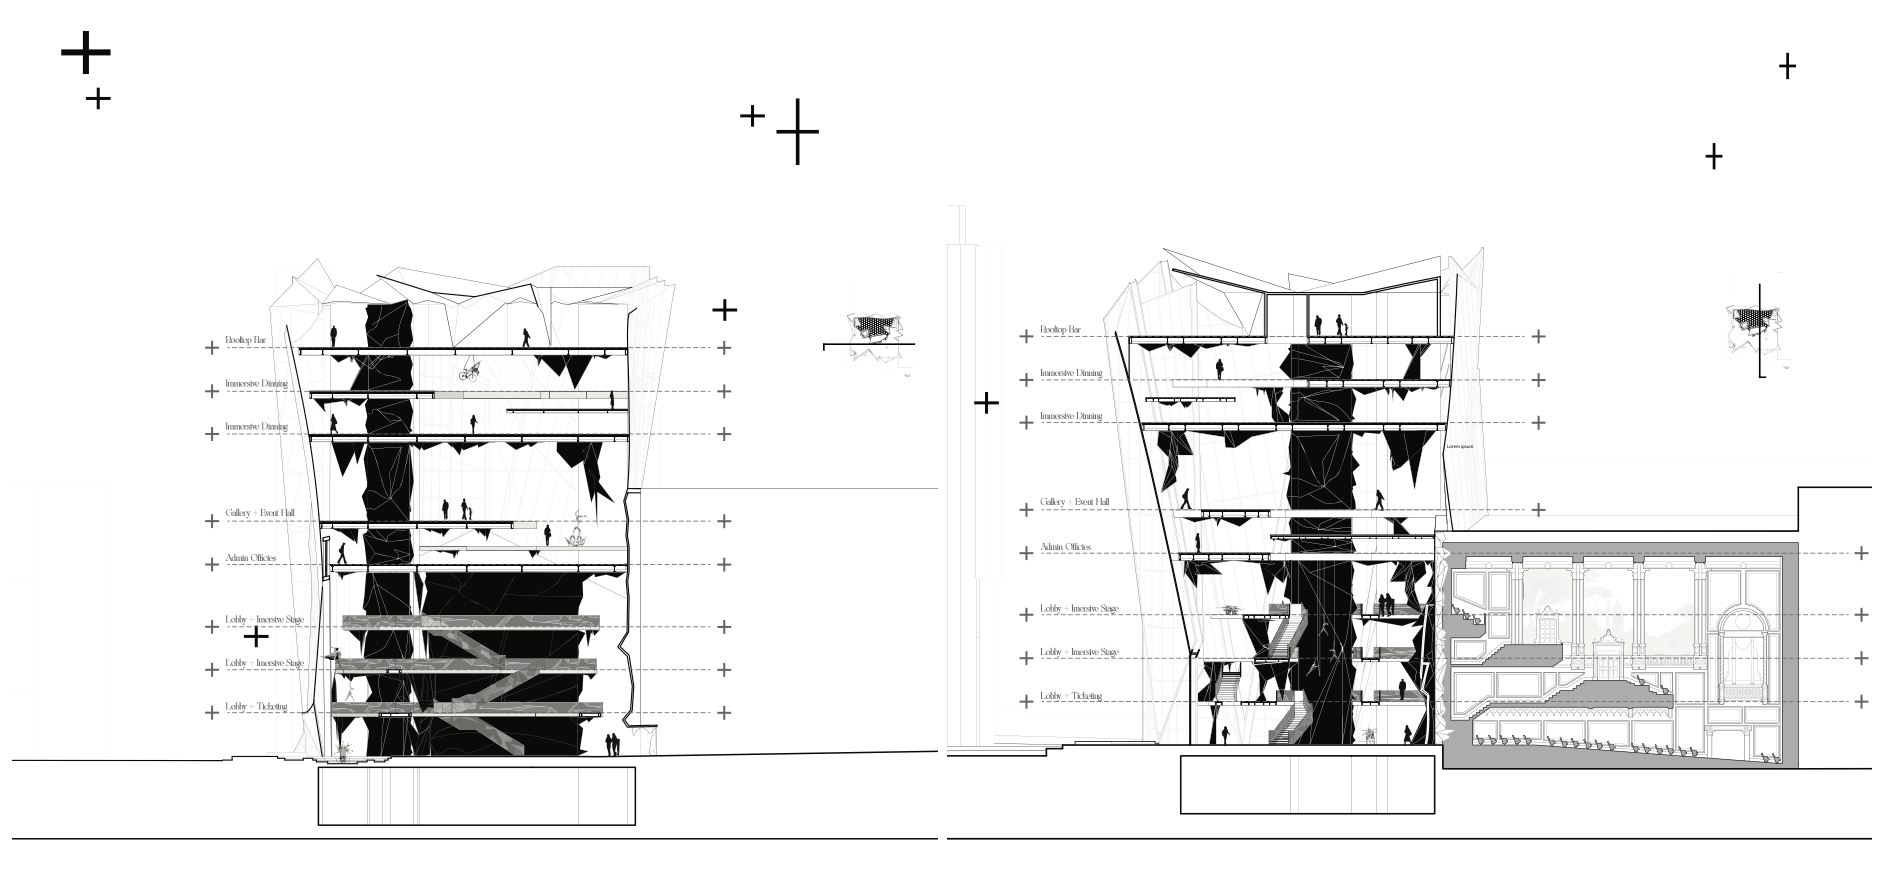 Rooftop Bar
Immersive Dinning
Immersive Dinning
Gallery + Event Hall
Admin Officies
Lobby + Imersive Stage
Lobby + Imersive Stage
Lobby + Ticketing
Rooftop Bar
Immersive Dinning
Immersive Dinning
Lorem ipsum
Gallery + Event Hall
Admin Officies
Lobby + Imersive Stage
Lobby + Imersive Stage
Lobby + Ticketing